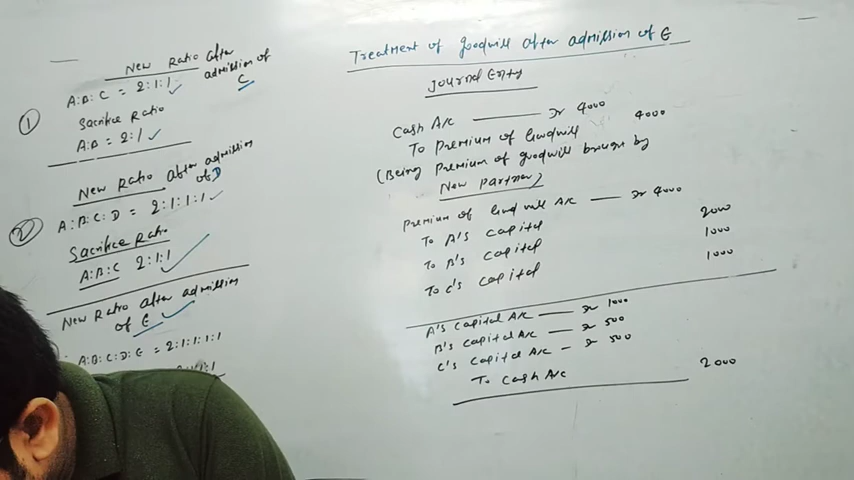 New Ratio after
admission of
C
① A:B:C = 2:1:1
Sacrifice Ratio
A:B = 2:1
New Ratio after admission
of D
② A:B:C:D = 2:1:1:1
Sacrifice Ratio
A:B:C 2:1:1
New Ratio after admission
of E
A:B:C:D:E = 2:1:1:1:1
Treatment of goodwill after admission of E
Journal Entry
Cash A/c Dr 4000
To Premium of Goodwill 4000
(Being Premium of goodwill brought by
New Partner)
Premium of Goodwill A/c Dr 4000
To A's Capital 2000
To A's Capital 1000
To C's Capital 1000
A's Capital A/c Dr 1000
B's Capital A/c Dr 500
C's Capital A/c Dr 500
To Cash A/c 2000